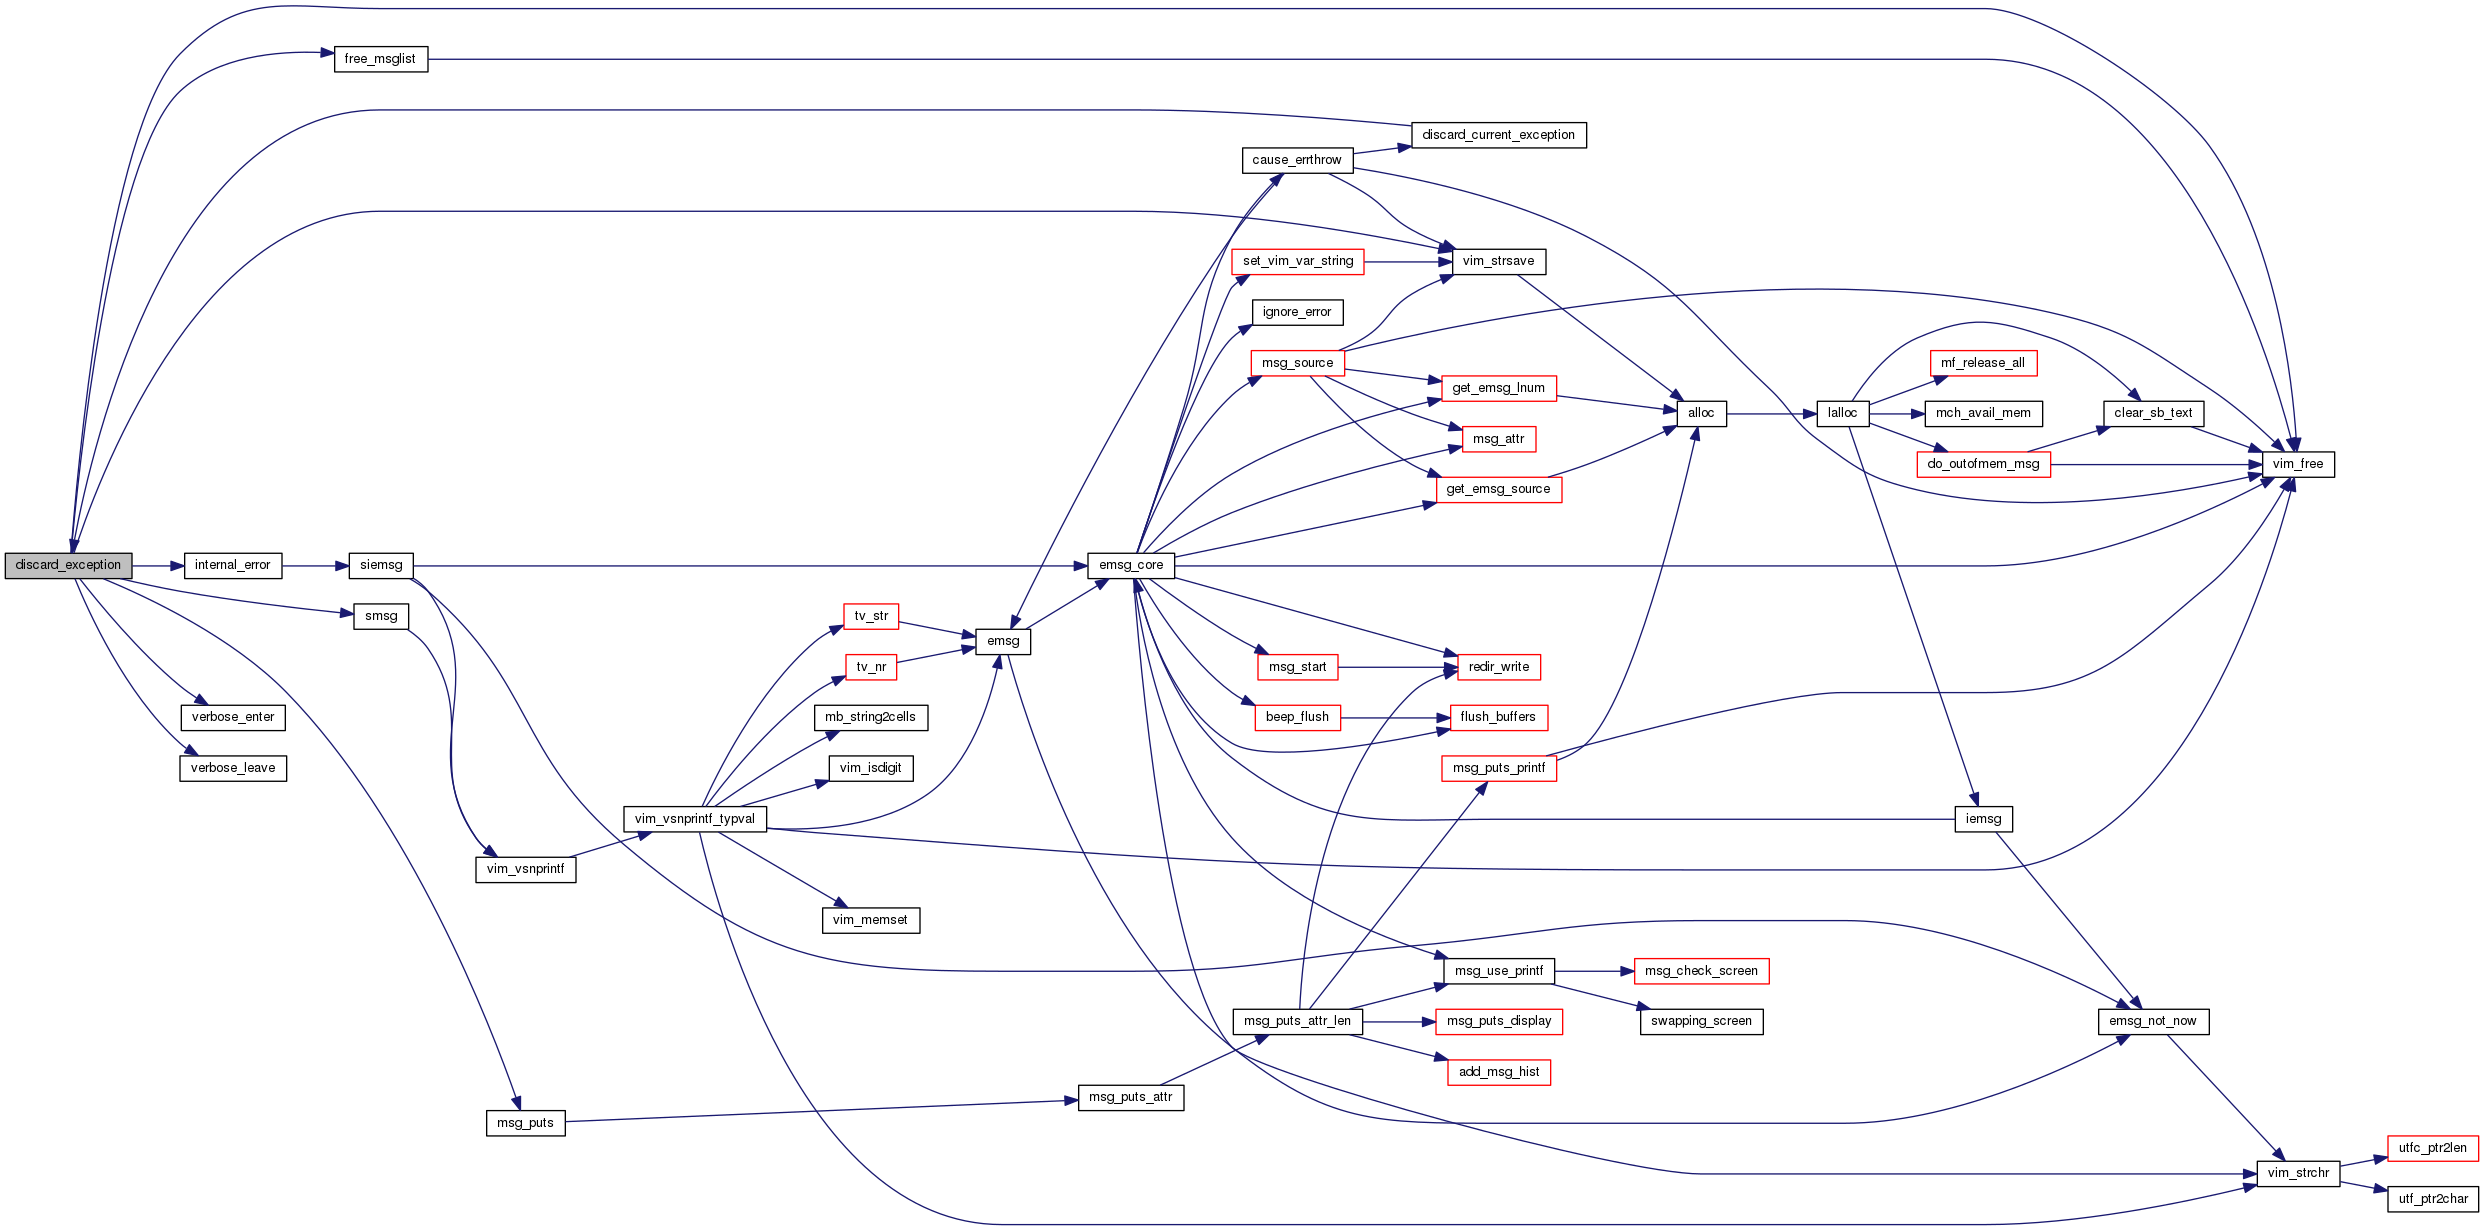 free_msglist
discard_current_exception
cause_errthrow
set_vim_var_string
vim_strsave
ignore_error
msg_source
mf_release_all
get_emsg_lnum
alloc
lalloc
mch_avail_mem
clear_sb_text
msg_attr
do_outofmem_msg
vim_free
get_emsg_source
discard_exception
internal_error
siemsg
emsg_core
smsg
tv_str
emsg
tv_nr
msg_start
redir_write
verbose_enter
mb_string2cells
beep_flush
flush_buffers
verbose_leave
vim_isdigit
msg_puts_printf
vim_vsnprintf_typval
iemsg
vim_vsnprintf
vim_memset
msg_use_printf
msg_check_screen
msg_puts_attr_len
msg_puts_display
swapping_screen
emsg_not_now
add_msg_hist
msg_puts_attr
msg_puts
utfc_ptr2len
vim_strchr
utf_ptr2char